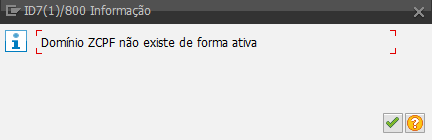 ID7(1)/800 Informação
Domínio ZCPF não existe de forma ativa